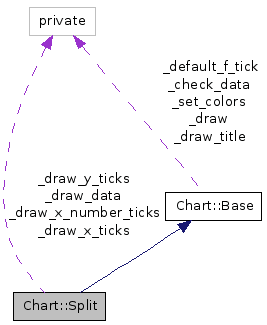 private
_default_f_tick
_check_data
_set_colors
_draw
_draw_title
_draw_y_ticks
_draw_data
_draw_x_number_ticks
_draw_x_ticks
Chart::Base
Chart::Split